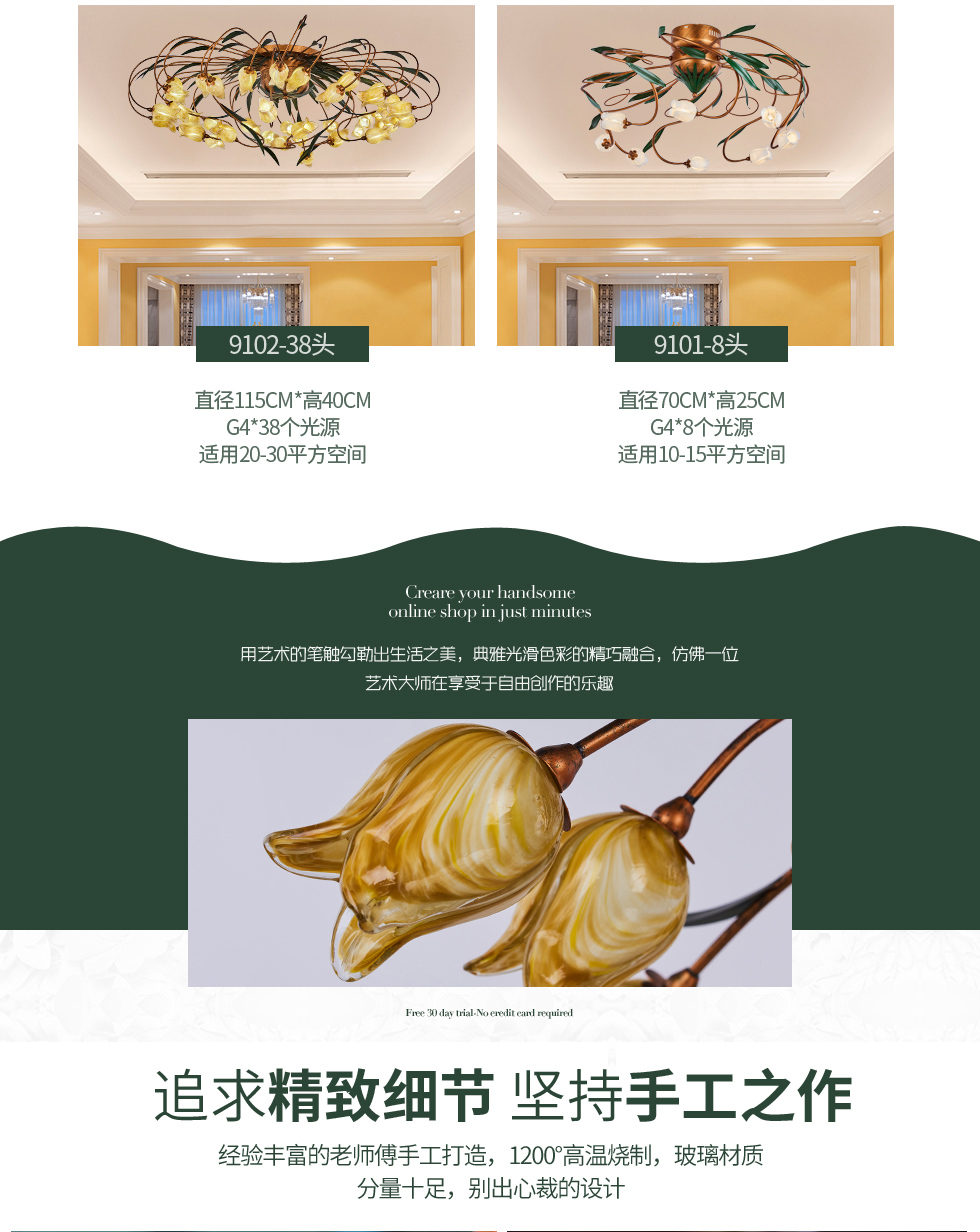 9102-38头
直径115CM*高40CM
G4*38个光源
适用20-30平方空间
9101-8头
直径70CM*高25CM
G4*8个光源
适用10-15平方空间
Creare your handsome
online shop in just minutes
用艺术的笔触勾勒出生活之美，典雅光滑色彩的精巧融合，仿佛一位
艺术大师在享受于自由创作的乐趣
Free 30 day trial-No credit card required
追求精致细节 坚持手工之作
经验丰富的老师傅手工打造，1200°高温烧制，玻璃材质
分量十足，别出心裁的设计